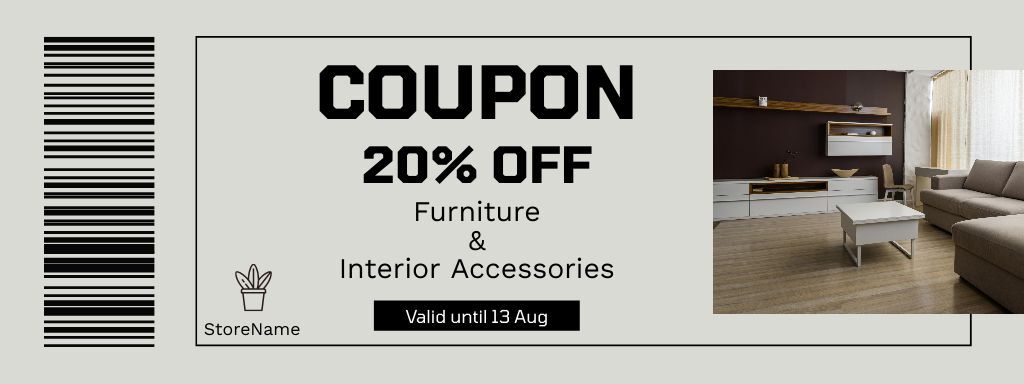 COUPON
20% OFF
Furniture
&
Interior Accessories
Valid until 13 Aug
StoreName